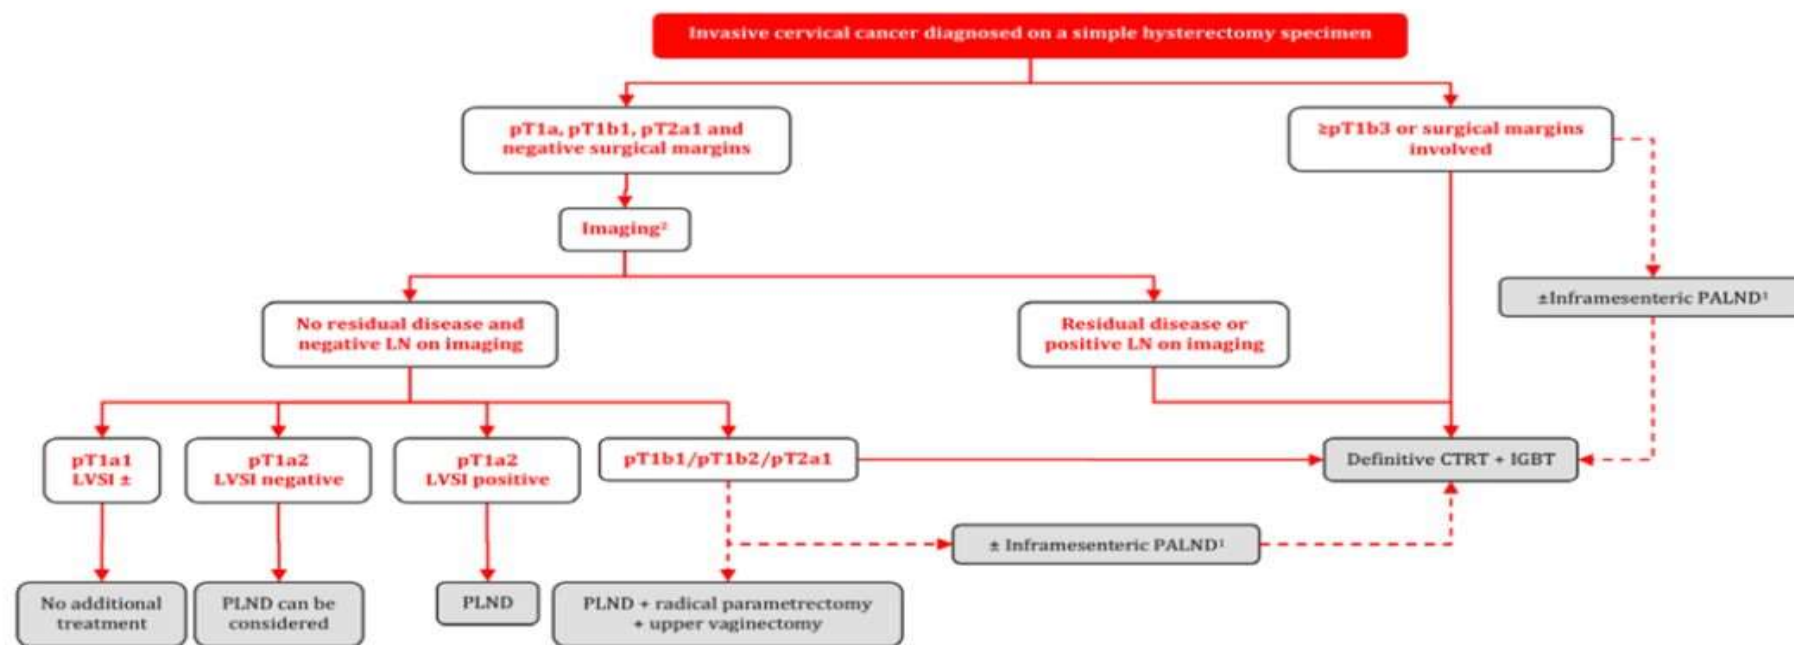 Invasive cervical cancer diagnosed on a simple hysterectomy specimen
pT1a, pT1b1, pT2a1 and
negative surgical margins
≥pT1b3 or surgical margins
involved
Imaging²
±Inframesenteric PALND¹
No residual disease and
negative LN on imaging
Residual disease or
positive LN on imaging
pT1a1
LVSI ±
pT1a2
LVSI negative
pT1a2
LVSI positive
pT1b1/pT1b2/pT2a1
Definitive CTRT + IGBT
± Inframesenteric PALND¹
No additional
treatment
PLND can be
considered
PLND
PLND + radical parametrectomy
+ upper vaginectomy